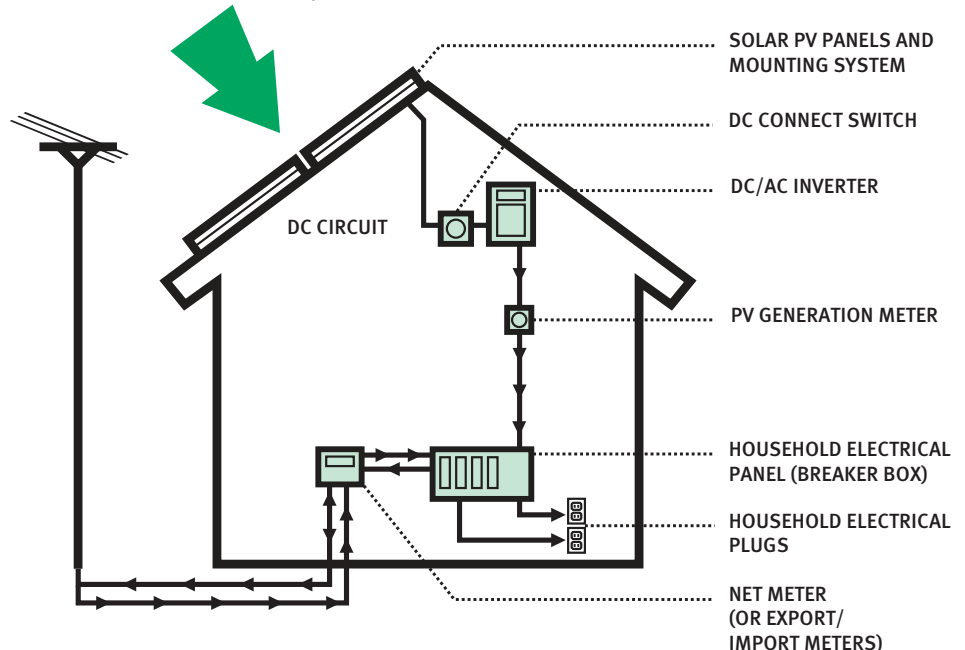 SOLAR PV PANELS AND
MOUNTING SYSTEM
DC CONNECT SWITCH
DC/AC INVERTER
DC CIRCUIT
PV GENERATION METER
HOUSEHOLD ELECTRICAL
PANEL (BREAKER BOX)
HOUSEHOLD ELECTRICAL
PLUGS
NET METER
(OR EXPORT/
IMPORT METERS)